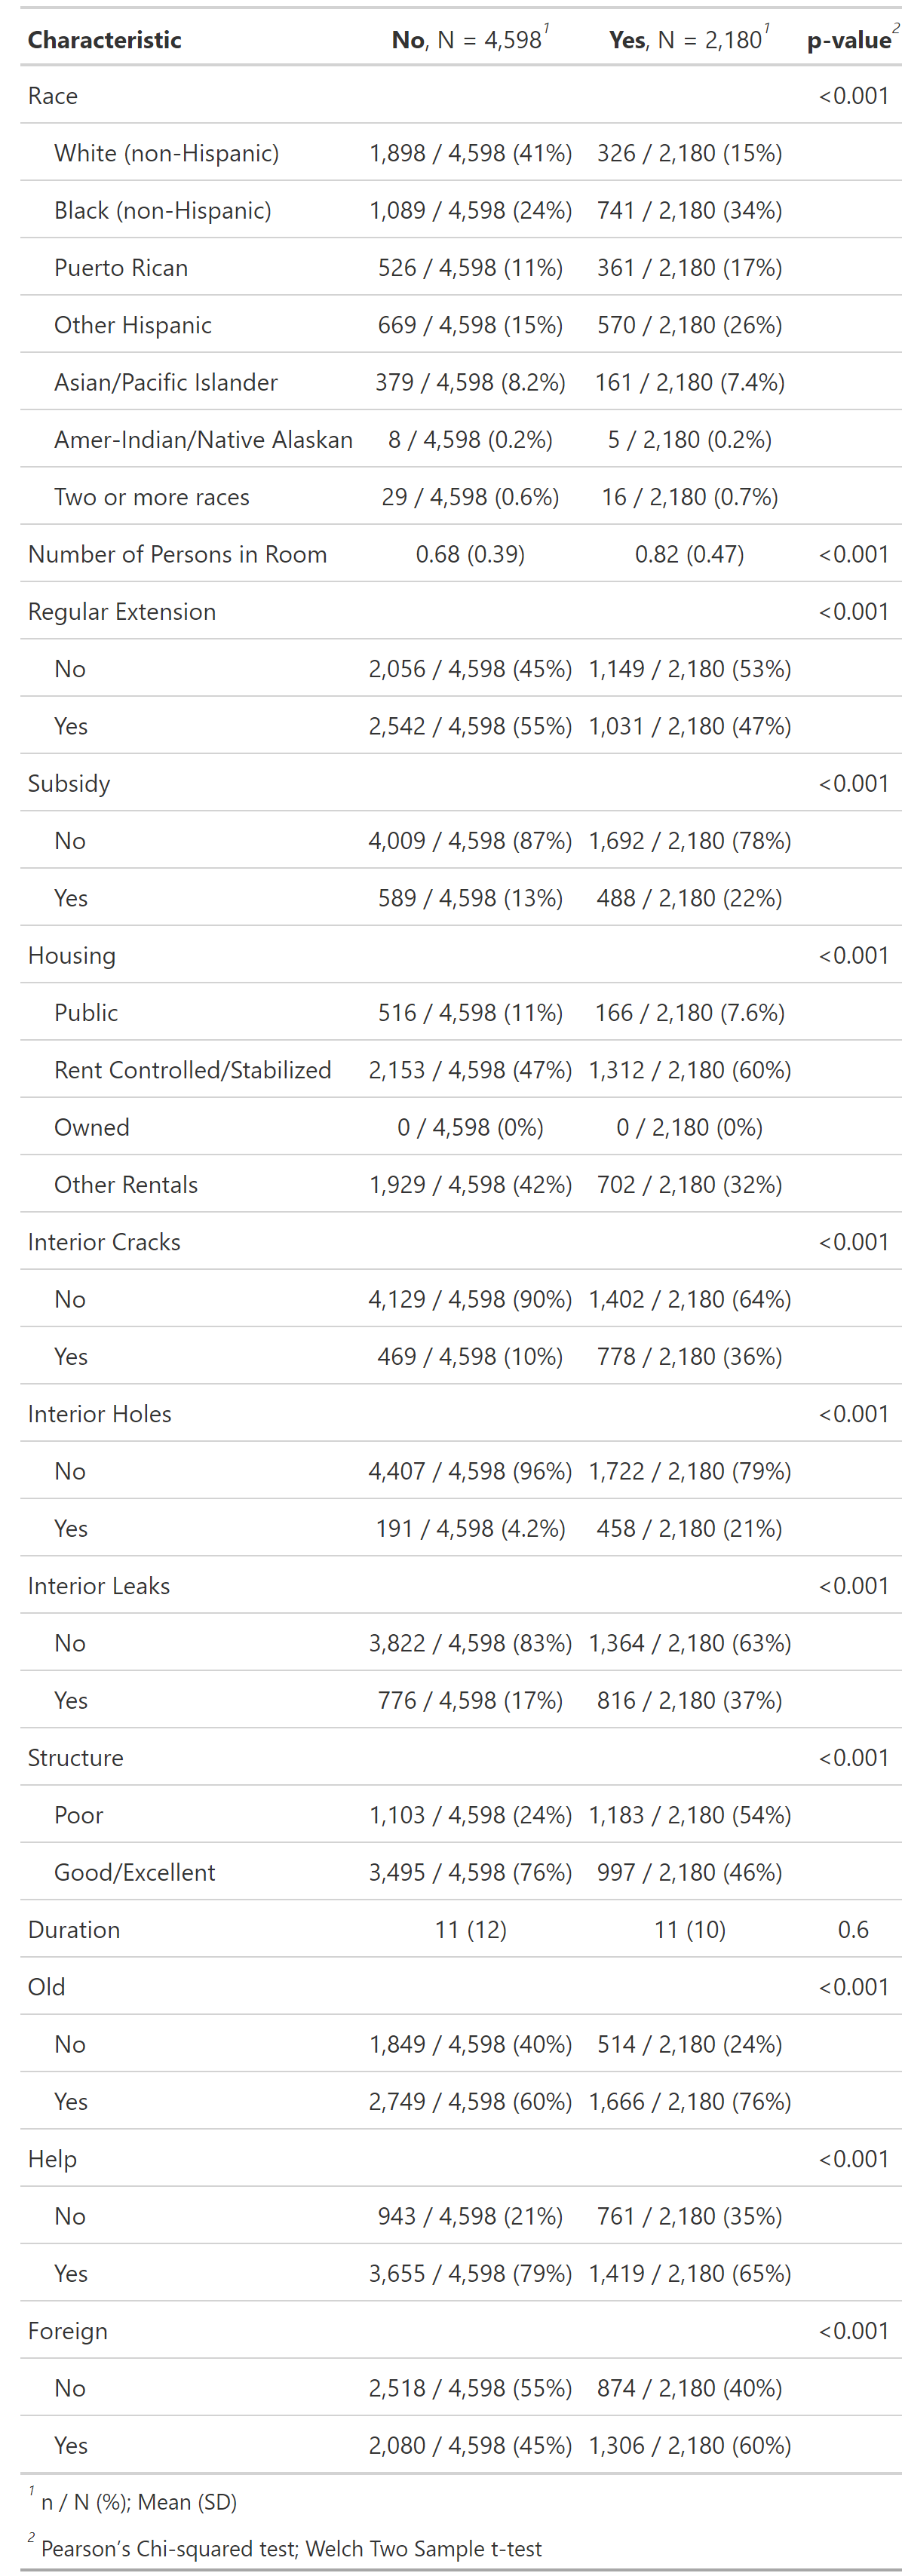 Characteristic No, N = 4,598¹ Yes, N = 2,180¹ p-value²
Race <0.001
White (non-Hispanic) 1,898 / 4,598 (41%) 326 / 2,180 (15%)
Black (non-Hispanic) 1,089 / 4,598 (24%) 741 / 2,180 (34%)
Puerto Rican 526 / 4,598 (11%) 361 / 2,180 (17%)
Other Hispanic 669 / 4,598 (15%) 570 / 2,180 (26%)
Asian/Pacific Islander 379 / 4,598 (8.2%) 161 / 2,180 (7.4%)
Amer-Indian/Native Alaskan 8 / 4,598 (0.2%) 5 / 2,180 (0.2%)
Two or more races 29 / 4,598 (0.6%) 16 / 2,180 (0.7%)
Number of Persons in Room 0.68 (0.39) 0.82 (0.47) <0.001
Regular Extension <0.001
No 2,056 / 4,598 (45%) 1,149 / 2,180 (53%)
Yes 2,542 / 4,598 (55%) 1,031 / 2,180 (47%)
Subsidy <0.001
No 4,009 / 4,598 (87%) 1,692 / 2,180 (78%)
Yes 589 / 4,598 (13%) 488 / 2,180 (22%)
Housing <0.001
Public 516 / 4,598 (11%) 166 / 2,180 (7.6%)
Rent Controlled/Stabilized 2,153 / 4,598 (47%) 1,312 / 2,180 (60%)
Owned 0 / 4,598 (0%) 0 / 2,180 (0%)
Other Rentals 1,929 / 4,598 (42%) 702 / 2,180 (32%)
Interior Cracks <0.001
No 4,129 / 4,598 (90%) 1,402 / 2,180 (64%)
Yes 469 / 4,598 (10%) 778 / 2,180 (36%)
Interior Holes <0.001
No 4,407 / 4,598 (96%) 1,722 / 2,180 (79%)
Yes 191 / 4,598 (4.2%) 458 / 2,180 (21%)
Interior Leaks <0.001
No 3,822 / 4,598 (83%) 1,364 / 2,180 (63%)
Yes 776 / 4,598 (17%) 816 / 2,180 (37%)
Structure <0.001
Poor 1,103 / 4,598 (24%) 1,183 / 2,180 (54%)
Good/Excellent 3,495 / 4,598 (76%) 997 / 2,180 (46%)
Duration 11 (12) 11 (10) 0.6
Old <0.001
No 1,849 / 4,598 (40%) 514 / 2,180 (24%)
Yes 2,749 / 4,598 (60%) 1,666 / 2,180 (76%)
Help <0.001
No 943 / 4,598 (21%) 761 / 2,180 (35%)
Yes 3,655 / 4,598 (79%) 1,419 / 2,180 (65%)
Foreign <0.001
No 2,518 / 4,598 (55%) 874 / 2,180 (40%)
Yes 2,080 / 4,598 (45%) 1,306 / 2,180 (60%)
¹ n / N (%); Mean (SD)
² Pearson’s Chi-squared test; Welch Two Sample t-test